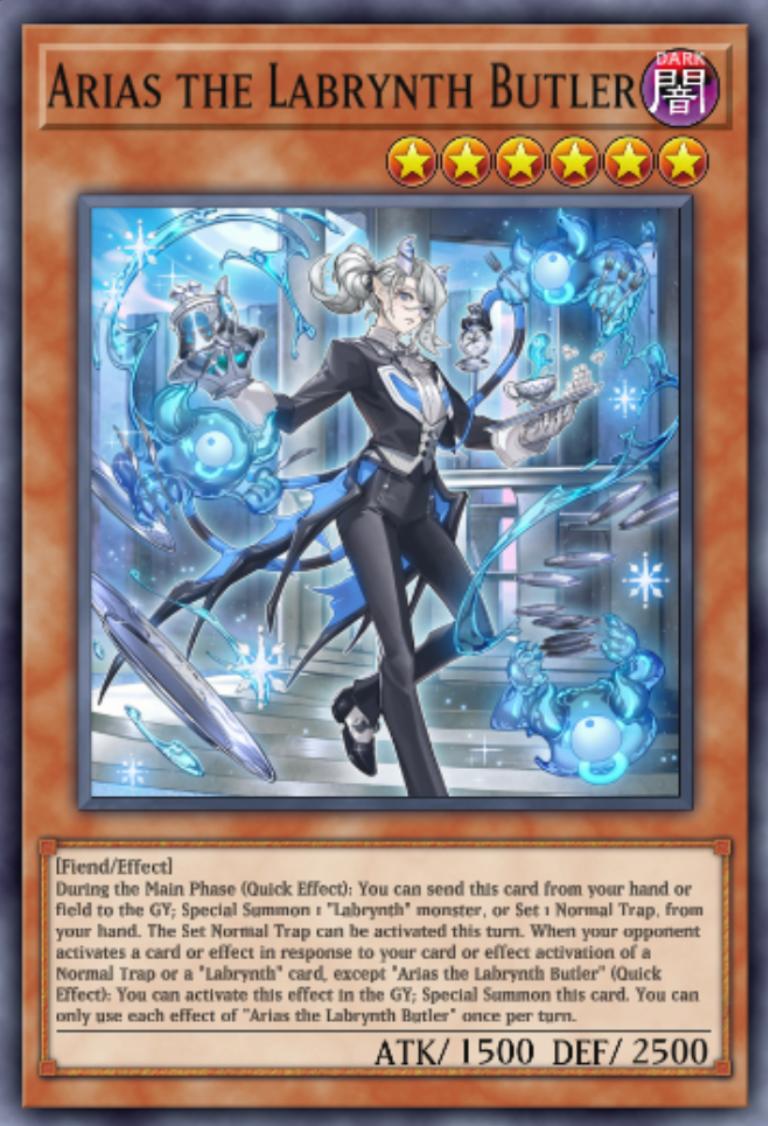 ARIAS THE LABRYNTH BUTLER
DARK
闇
[Fiend/Effect]
During the Main Phase (Quick Effect): You can send this card from your hand or
field to the GY; Special Summon 1 "Labrynth" monster, or Set 1 Normal Trap, from
your hand. The Set Normal Trap can be activated this turn. When your opponent
activates a card or effect in response to your card or effect activation of a
Normal Trap or a "Labrynth" card, except "Arias the Labrynth Butler" (Quick
Effect): You can activate this effect in the GY; Special Summon this card. You can
only use each effect of "Arias the Labrynth Butler" once per turn.
ATK/ 1500 DEF/ 2500